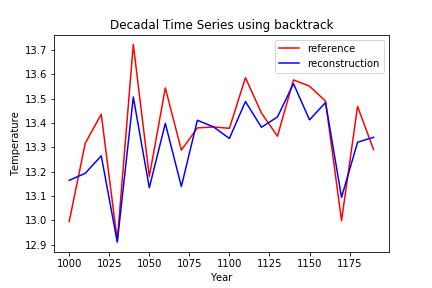 Decadal Time Series using backtrack
reference
reconstruction
13.7
13.6
13.5
13.4
13.3
13.2
13.1
13.0
12.9
Temperature
1000 1025 1050 1075 1100 1125 1150 1175
Year